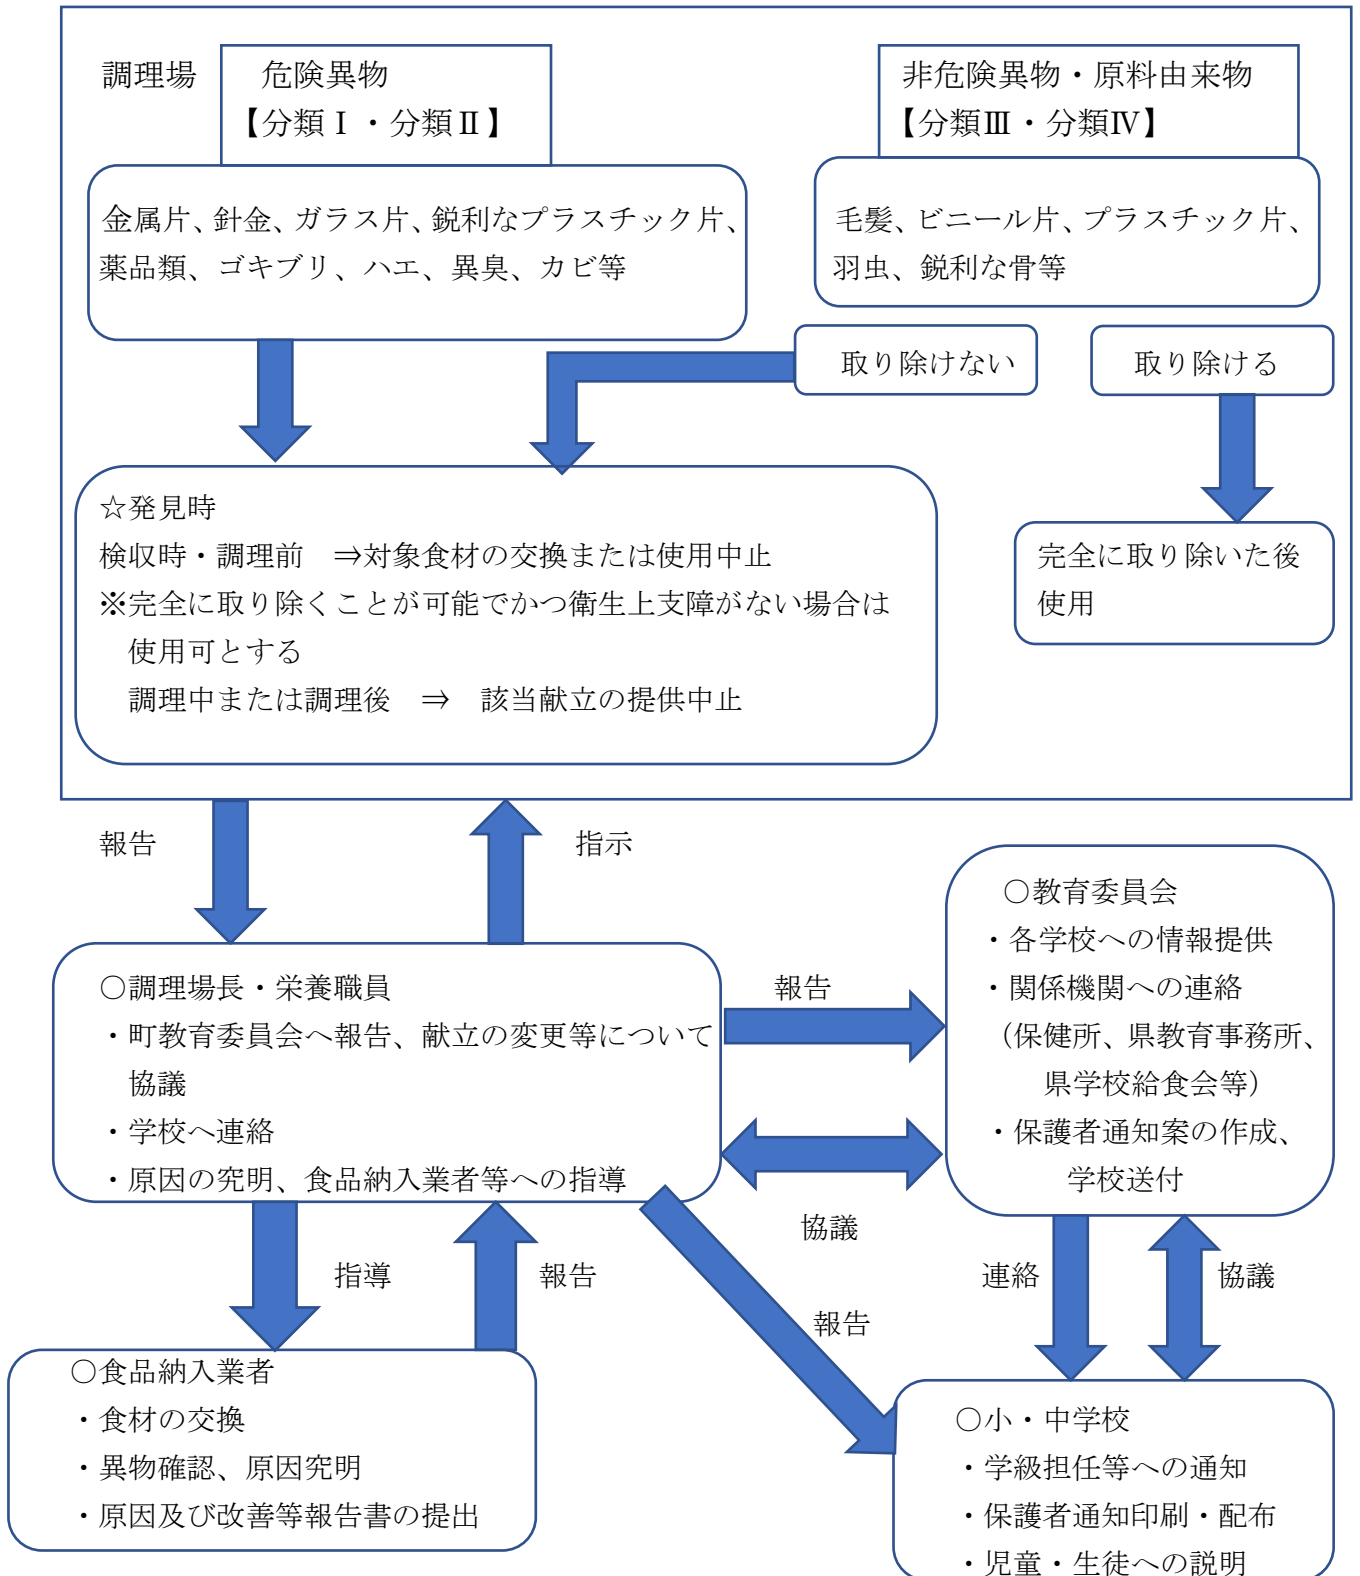 調理場
危険異物
【分類Ⅰ・分類Ⅱ】
非危険異物・原料由来物
【分類Ⅲ・分類Ⅳ】
金属片、針金、ガラス片、鋭利なプラスチック片、
薬品類、ゴキブリ、ハエ、異臭、カビ等
毛髪、ビニール片、プラスチック片、
羽虫、鋭利な骨等
取り除けない
取り除ける
☆発見時
検収時・調理前　⇒対象食材の交換または使用中止
※完全に取り除くことが可能でかつ衛生上支障がない場合は
使用可とする
調理中または調理後　⇒　該当献立の提供中止
完全に取り除いた後
使用
報告
指示
〇調理場長・栄養職員
・町教育委員会へ報告、献立の変更等について
協議
・学校へ連絡
・原因の究明、食品納入業者等への指導
報告
協議
〇教育委員会
・各学校への情報提供
・関係機関への連絡
（保健所、県教育事務所、
県学校給食会等）
・保護者通知案の作成、
学校送付
指導
報告
報告
連絡
協議
〇食品納入業者
・食材の交換
・異物確認、原因究明
・原因及び改善等報告書の提出
〇小・中学校
・学級担任等への通知
・保護者通知印刷・配布
・児童・生徒への説明